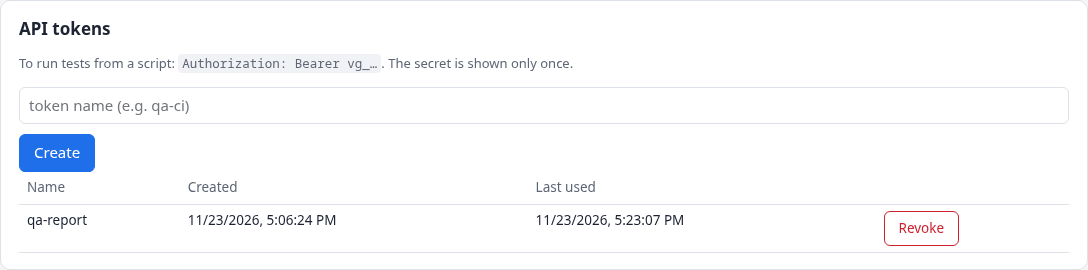 API tokens
To run tests from a script: Authorization: Bearer vg_…. The secret is shown only once.
token name (e.g. qa-ci)
Create
Name Created Last used
qa-report 11/23/2026, 5:06:24 PM 11/23/2026, 5:23:07 PM Revoke